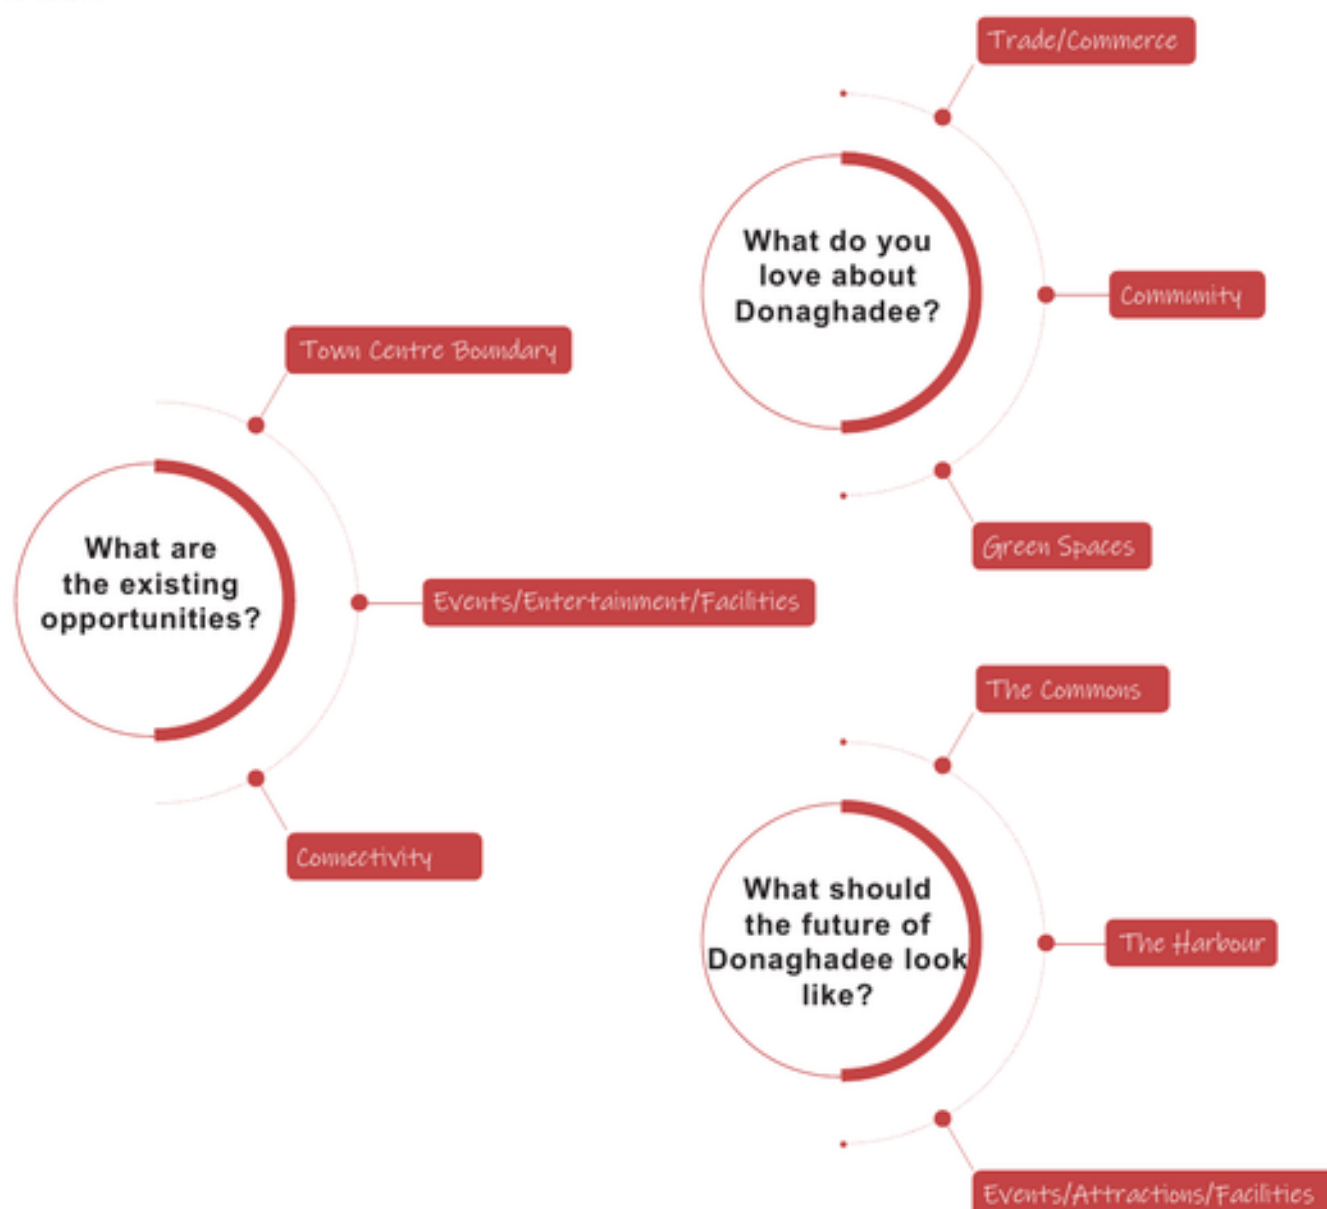 Trade/Commerce
What do you
love about
Donaghadee?
Community
Green Spaces
Town Centre Boundary
What are
the existing
opportunities?
Events/Entertainment/Facilities
Connectivity
The Commons
What should
the future of
Donaghadee look
like?
The Harbour
Events/Attractions/Facilities